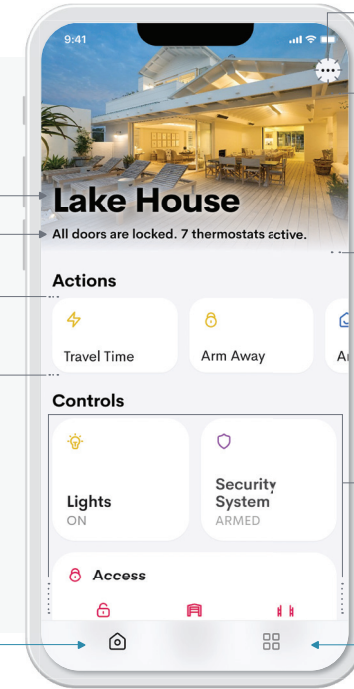 9:41
Lake House
All doors are locked. 7 thermostats active.
Actions
Travel Time
Arm Away
Controls
Lights
ON
Security
System
ARMED
Access